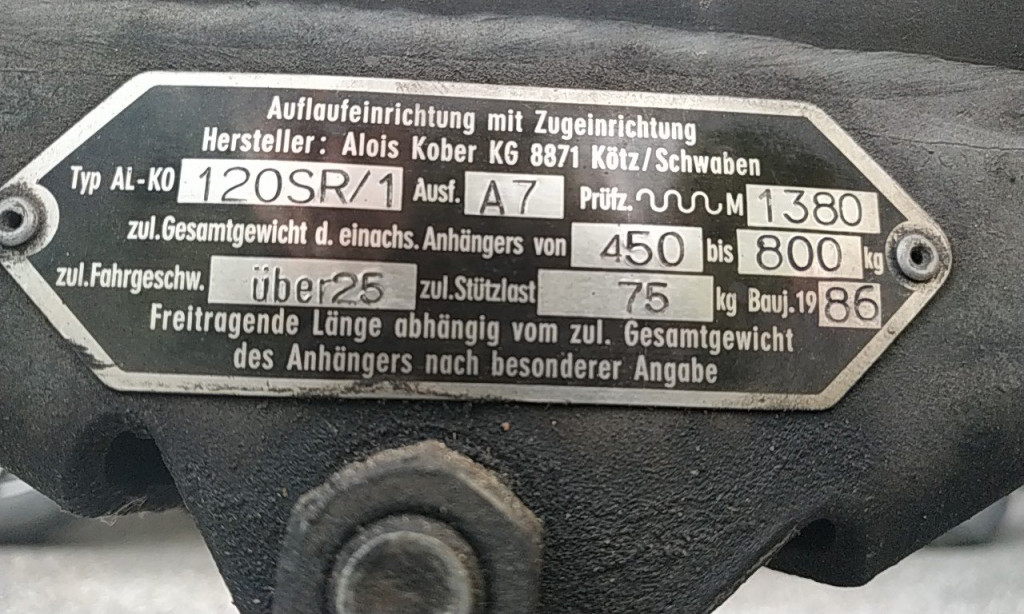 Auflaufeinrichtung mit Zugeinrichtung
Hersteller: Alois Kober KG 8871 Kötz/Schwaben
Typ AL-KO 120SR/1 Ausf. A7 Prüfz. M 1380
zul.Gesamtgewicht d. einachs. Anhängers von 450 bis 800 kg
zul.Fahrgeschw. über25 zul.Stützlast 75 kg Bauj.1986
Freitragende Länge abhängig vom zul. Gesamtgewicht
des Anhängers nach besonderer Angabe